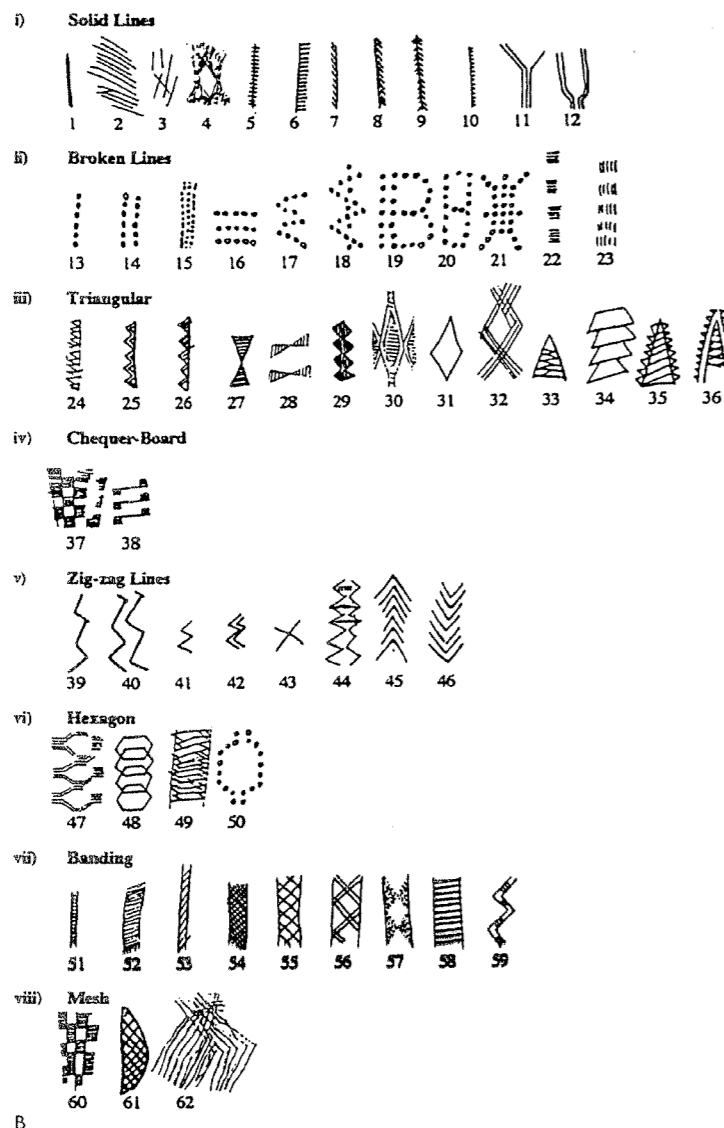 i) Solid Lines
1 2 3 4 5 6 7 8 9 10 11 12
ii) Broken Lines
13 14 15 16 17 18 19 20 21 22 23
iii) Triangular
24 25 26 27 28 29 30 31 32 33 34 35 36
iv) Chequer-Board
37 38
v) Zig-zag Lines
39 40 41 42 43 44 45 46
vi) Hexagon
47 48 49 50
vii) Banding
51 52 53 54 55 56 57 58 59
viii) Mesh
60 61 62
B